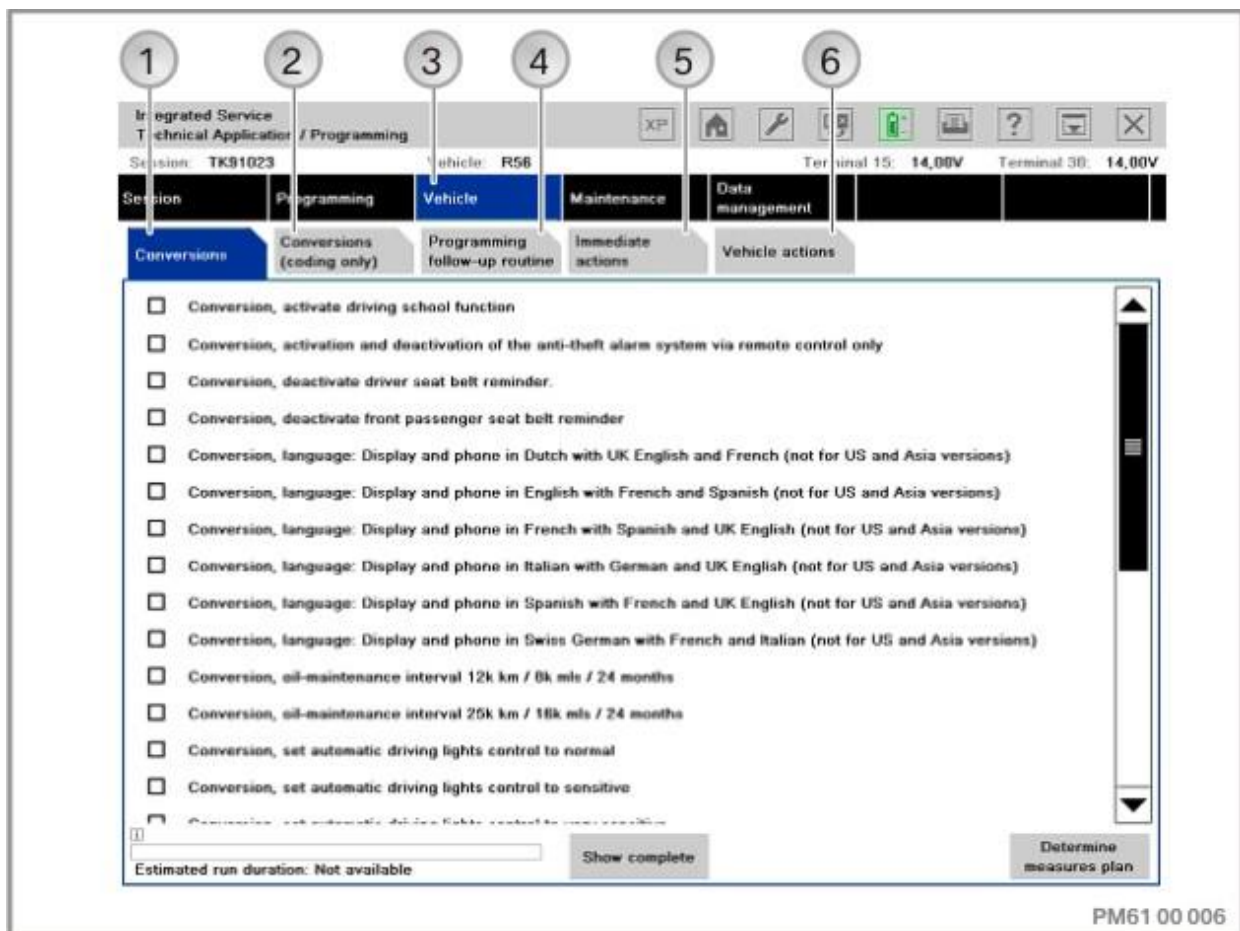 1 2 3 4 5 6
Integrated Service
Technical Application / Programming
XP ?
Session: TK91023 Vehicle: R56 Terminal 15: 14,00V Terminal 30: 14,00V
Session Programming Vehicle Maintenance Data management
Conversions Conversions (coding only) Programming follow-up routine Immediate actions Vehicle actions
Conversion, activate driving school function
Conversion, activation and deactivation of the anti-theft alarm system via remote control only
Conversion, deactivate driver seat belt reminder.
Conversion, deactivate front passenger seat belt reminder
Conversion, language: Display and phone in Dutch with UK English and French (not for US and Asia versions)
Conversion, language: Display and phone in English with French and Spanish (not for US and Asia versions)
Conversion, language: Display and phone in French with Spanish and UK English (not for US and Asia versions)
Conversion, language: Display and phone in Italian with German and UK English (not for US and Asia versions)
Conversion, language: Display and phone in Spanish with French and UK English (not for US and Asia versions)
Conversion, language: Display and phone in Swiss German with French and Italian (not for US and Asia versions)
Conversion, oil-maintenance interval 12k km / 8k mls / 24 months
Conversion, oil-maintenance interval 25k km / 16k mls / 24 months
Conversion, set automatic driving lights control to normal
Conversion, set automatic driving lights control to sensitive
Conversion, set automatic driving lights control to very sensitive
i
Estimated run duration: Not available
Show complete
Determine
measures plan
PM61 00 006